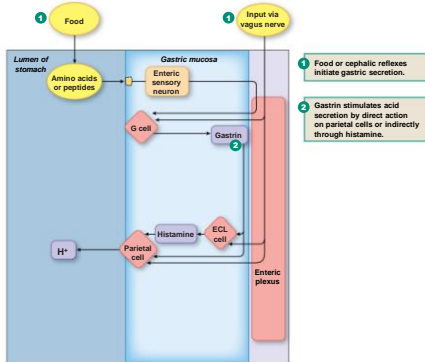 1
Food
1
Input via
vagus nerve
Lumen of
stomach
Gastric mucosa
Amino acids
or peptides
Enteric
sensory
neuron
G cell
Gastrin
2
ECL
cell
Histamine
Parietal
cell
H+
Enteric
plexus
1
Food or cephalic reflexes
initiate gastric secretion.
2
Gastrin stimulates acid
secretion by direct action
on parietal cells or indirectly
through histamine.